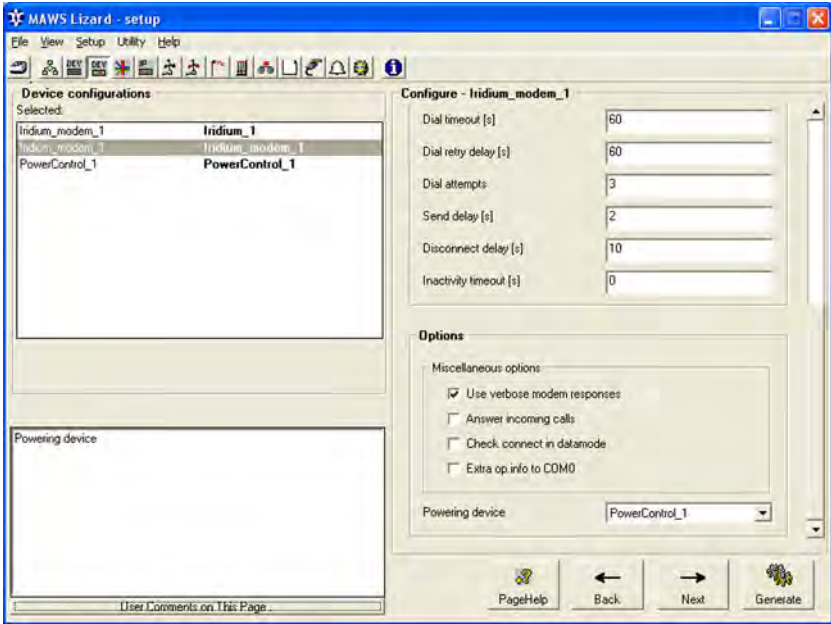 MAWS Lizard - setup
File View Setup Utility Help
Device configurations
Selected:
Iridium_modem_1 Iridium_1
Iridium_modem_1 Iridium_modem_1
PowerControl_1 PowerControl_1
Powering device
User Comments on This Page
Configure - Iridium_modem_1
Dial timeout [s] 60
Dial retry delay [s] 60
Dial attempts 3
Send delay [s] 2
Disconnect delay [s] 10
Inactivity timeout [s] 0
Options
Miscellaneous options
Use verbose modem responses
Answer incoming calls
Check connect in datamode
Extra op.info to COM0
Powering device PowerControl_1
PageHelp Back Next Generate